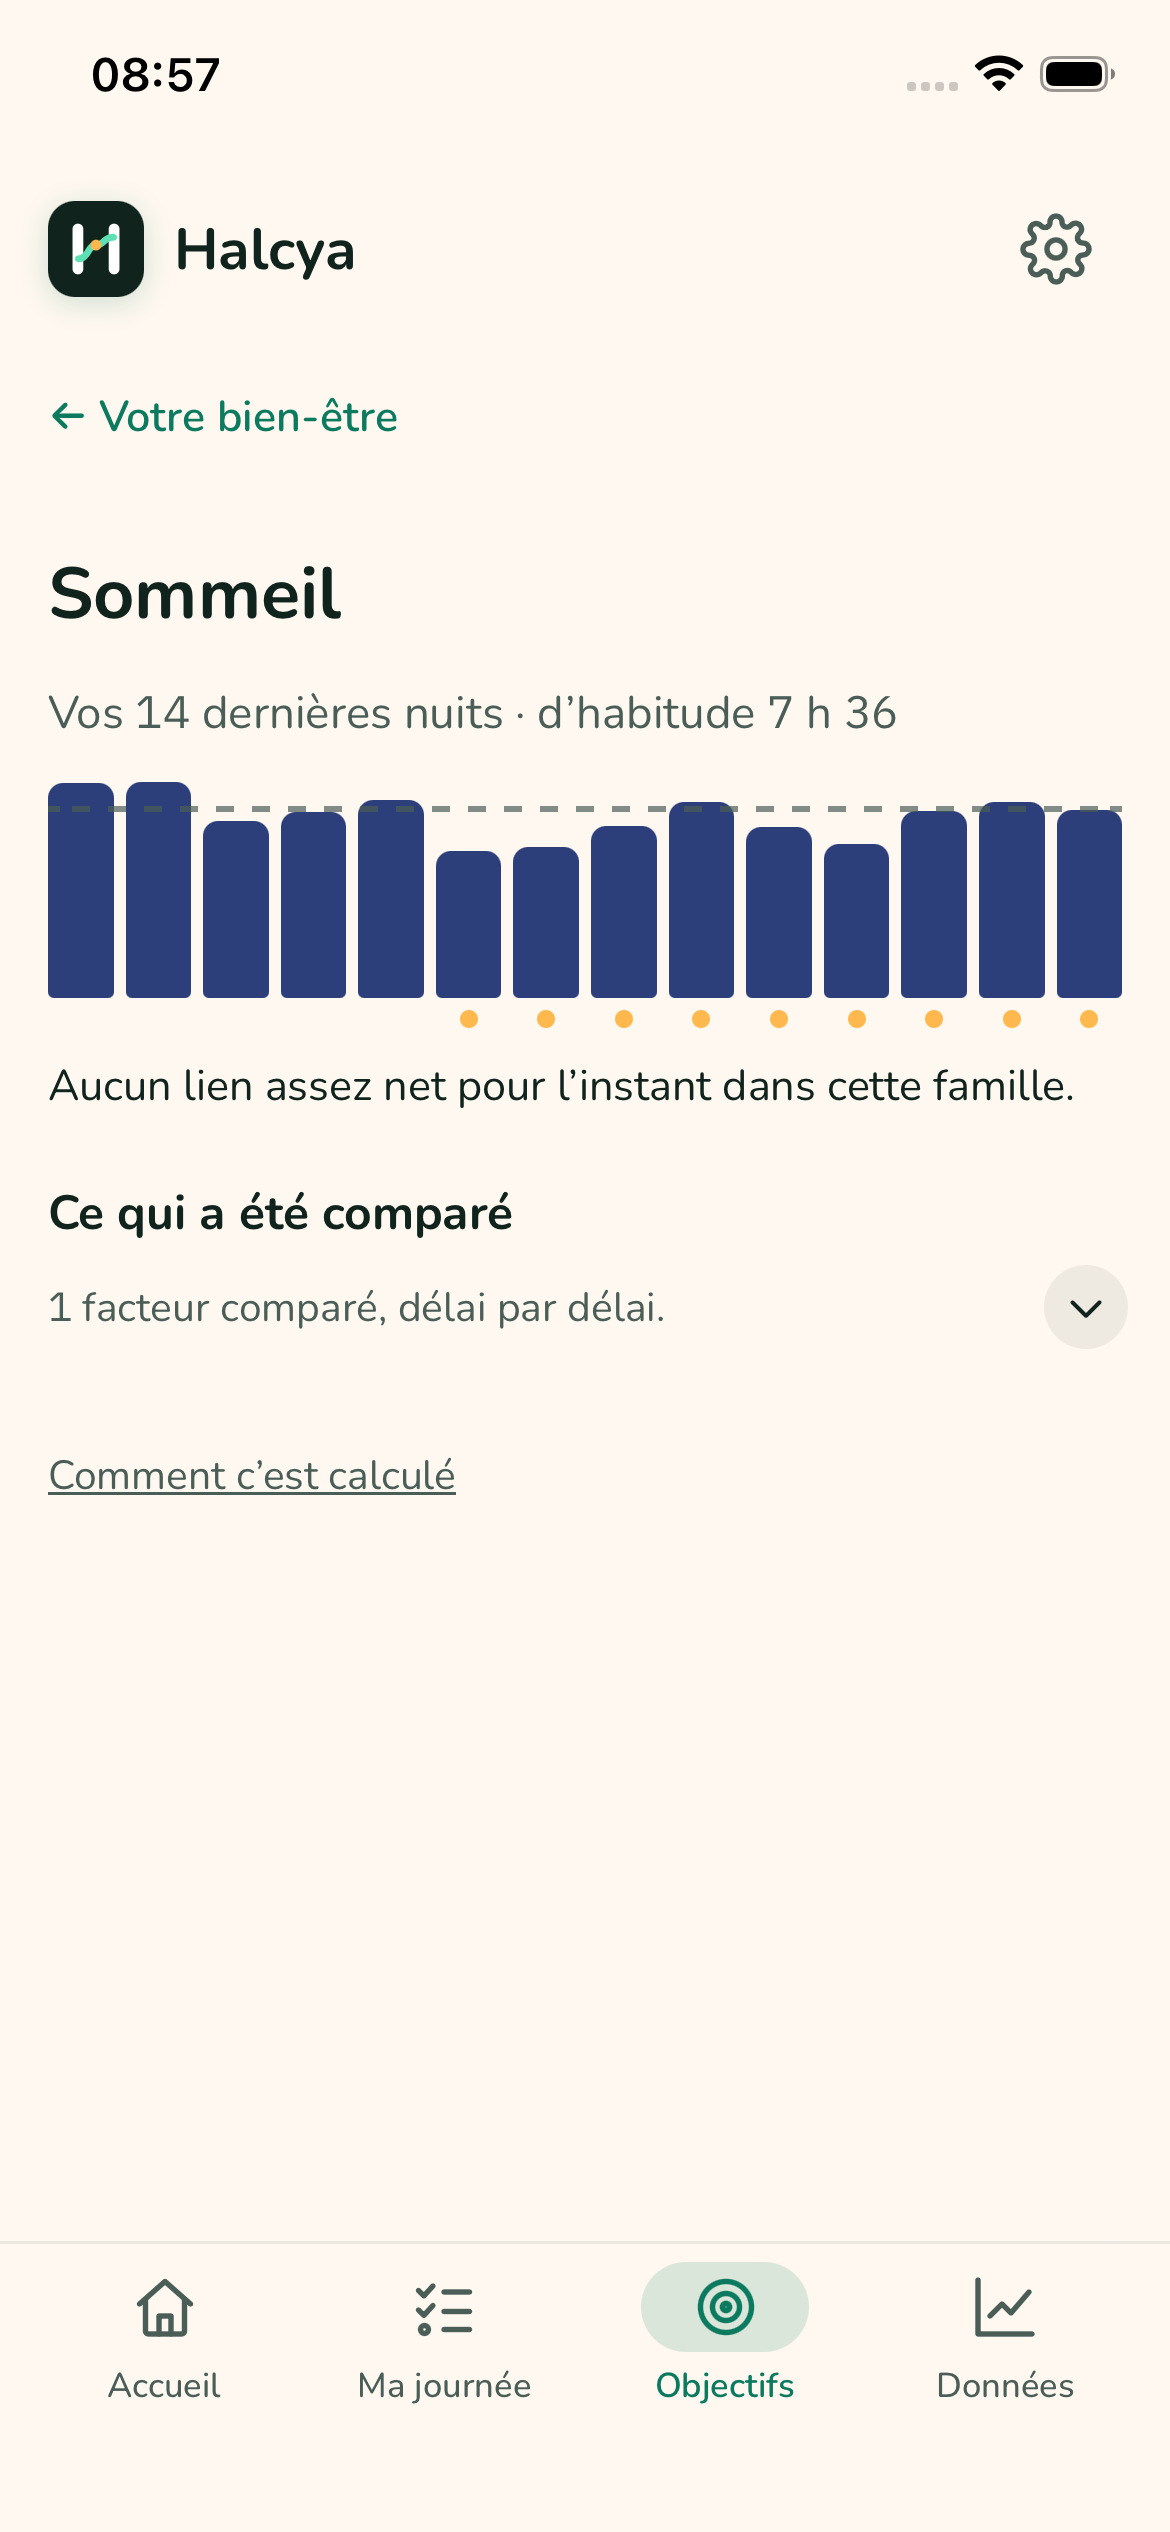 08:57
Halcya
← Votre bien-être
Sommeil
Vos 14 dernières nuits · d’habitude 7 h 36
Aucun lien assez net pour l’instant dans cette famille.
Ce qui a été comparé
1 facteur comparé, délai par délai.
Comment c’est calculé
Accueil
Ma journée
Objectifs
Données